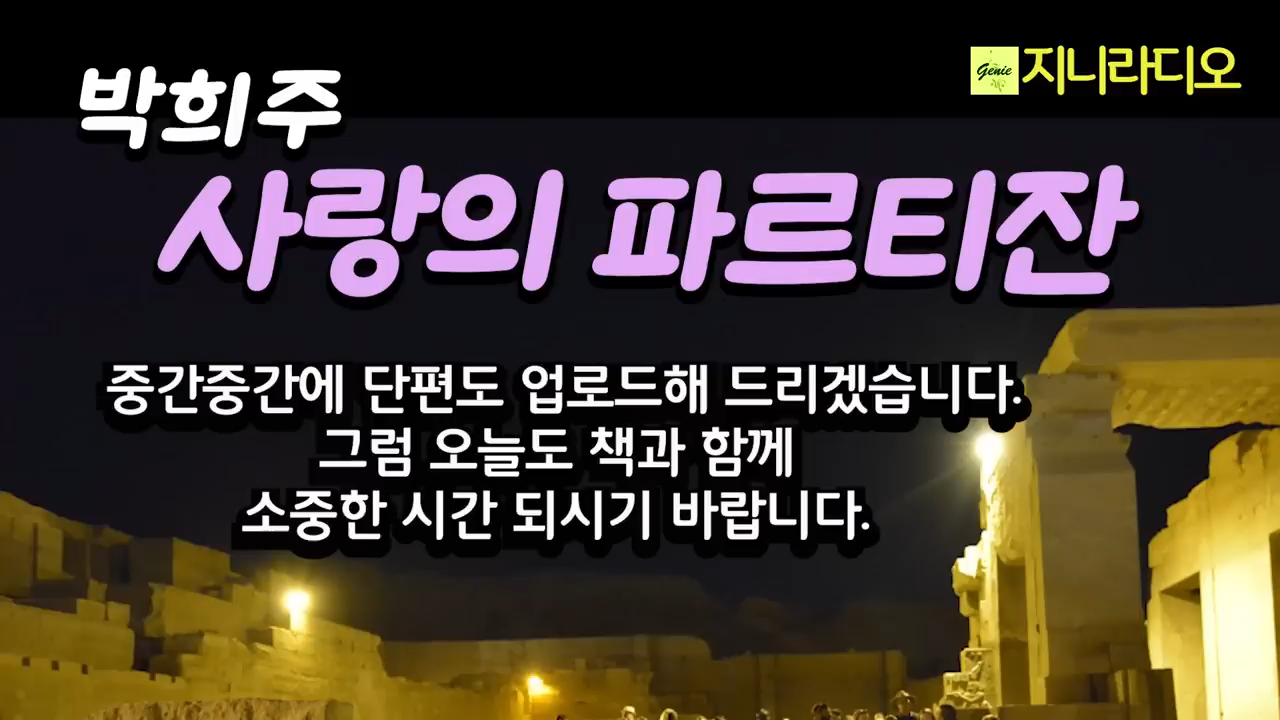 박희주
Genie 지니라디오
사랑의 파르티잔
중간중간에 단편도 업로드해 드리겠습니다.
그럼 오늘도 책과 함께
소중한 시간 되시기 바랍니다.